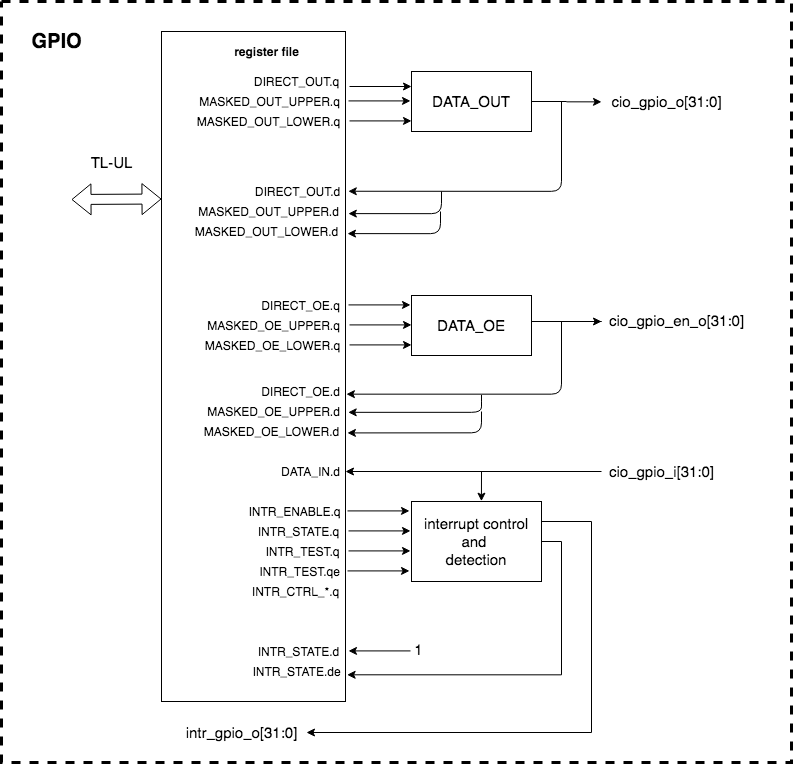 GPIO
register file
DIRECT_OUT.q
MASKED_OUT_UPPER.q
MASKED_OUT_LOWER.q
DATA_OUT
cio_gpio_o[31:0]
TL-UL
DIRECT_OUT.d
MASKED_OUT_UPPER.d
MASKED_OUT_LOWER.d
DIRECT_OE.q
MASKED_OE_UPPER.q
MASKED_OE_LOWER.q
DATA_OE
cio_gpio_en_o[31:0]
DIRECT_OE.d
MASKED_OE_UPPER.d
MASKED_OE_LOWER.d
DATA_IN.d
cio_gpio_i[31:0]
INTR_ENABLE.q
INTR_STATE.q
INTR_TEST.q
INTR_TEST.qe
INTR_CTRL_*.q
interrupt control
and
detection
INTR_STATE.d
1
INTR_STATE.de
intr_gpio_o[31:0]